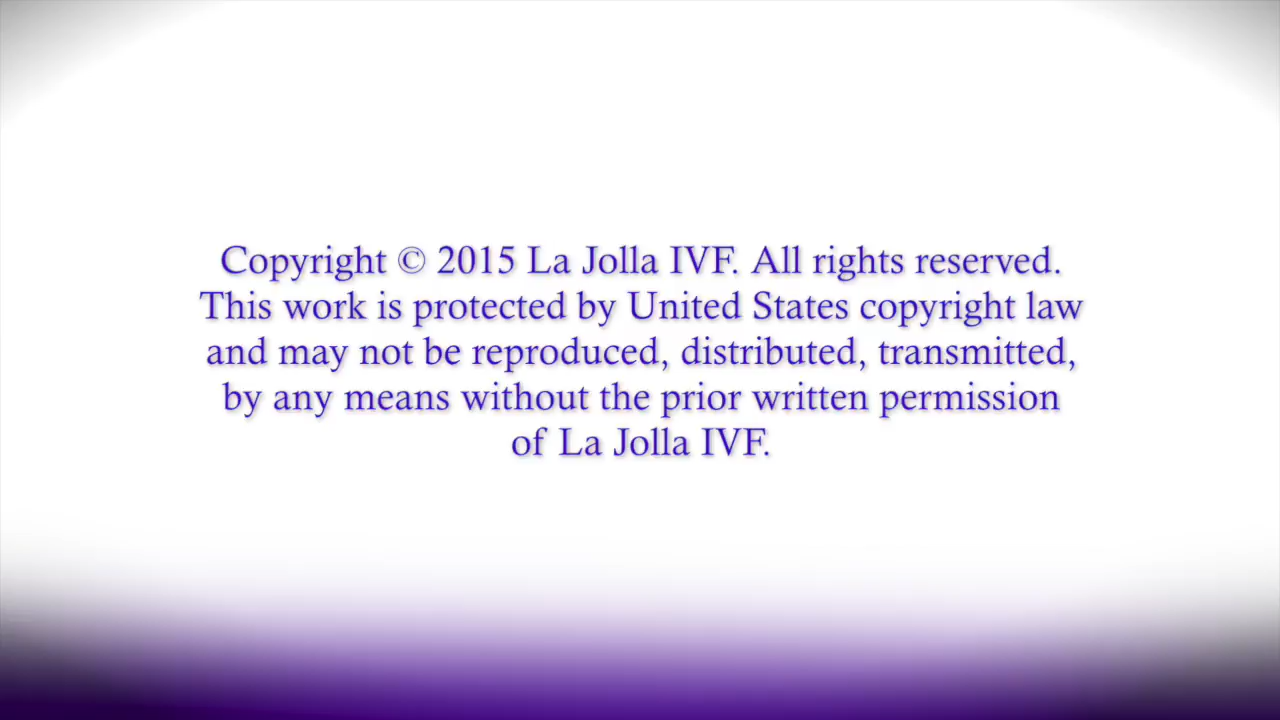 Copyright © 2015 La Jolla IVF. All rights reserved.
This work is protected by United States copyright law
and may not be reproduced, distributed, transmitted,
by any means without the prior written permission
of La Jolla IVF.